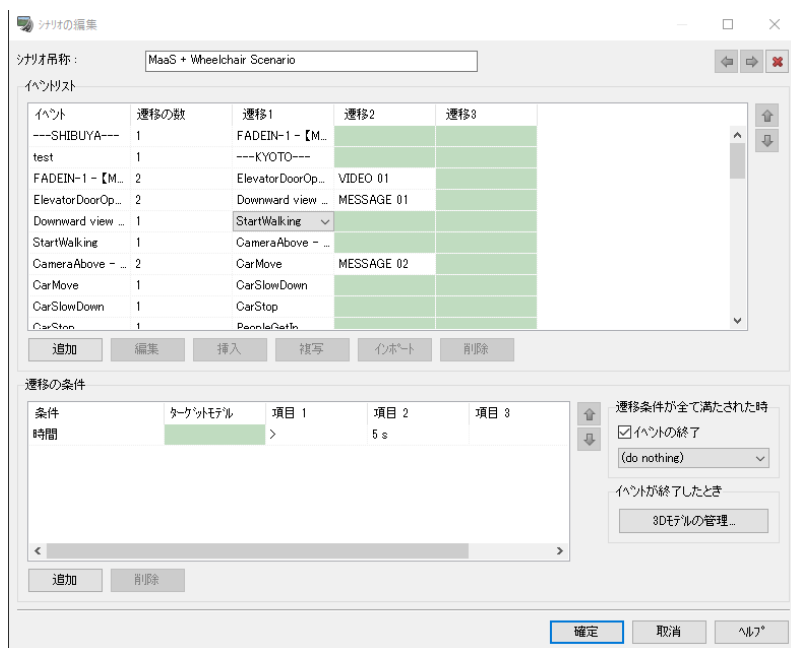 シナリオの編集
シナリオ名称：
MaaS + Wheelchair Scenario
イベントリスト
イベント 遷移の数 遷移1 遷移2 遷移3
---SHIBUYA--- 1 FADEIN-1 - 【M...
test 1 ---KYOTO---
FADEIN-1 - 【M... 2 ElevatorDoorOp... VIDEO 01
ElevatorDoorOp... 2 Downward view ... MESSAGE 01
Downward view ... 1 StartWalking
StartWalking 1 CameraAbove - ...
CameraAbove - ... 2 CarMove MESSAGE 02
CarMove 1 CarSlowDown
CarSlowDown 1 CarStop
CarStop 1 PeopleGetIn
追加 編集 挿入 複写 インポート 削除
遷移の条件
条件 ターゲットモデル 項目 1 項目 2 項目 3
時間 > 5 s
追加 削除
遷移条件が全て満たされた時
イベントの終了
(do nothing)
イベントが終了したとき
3Dモデルの管理...
確定 取消 ヘルプ